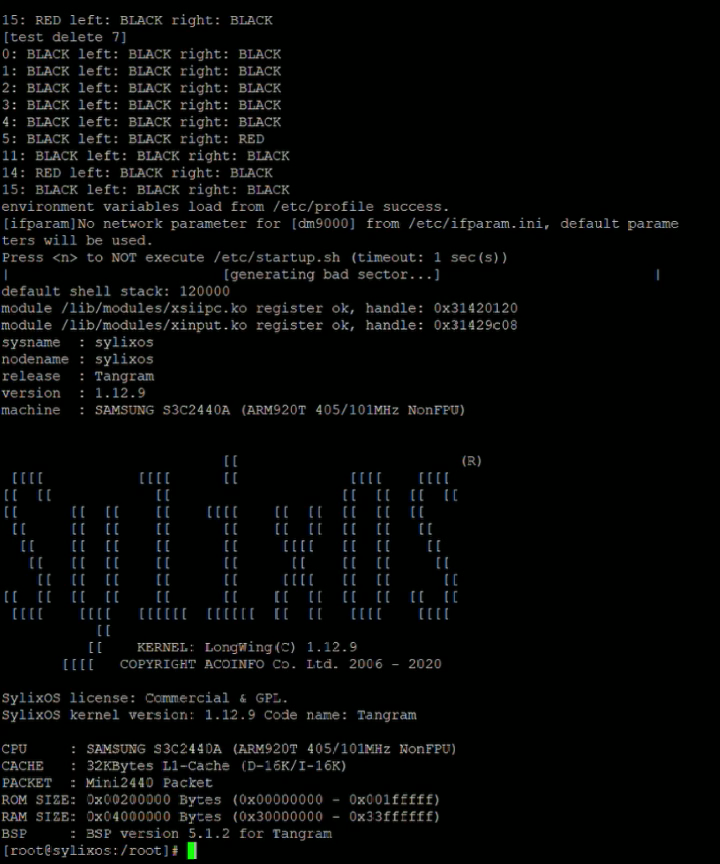 15: RED left: BLACK right: BLACK
[test delete 7]
0: BLACK left: BLACK right: BLACK
1: BLACK left: BLACK right: BLACK
2: BLACK left: BLACK right: BLACK
3: BLACK left: BLACK right: BLACK
4: BLACK left: BLACK right: BLACK
5: BLACK left: BLACK right: RED
11: BLACK left: BLACK right: BLACK
14: RED left: BLACK right: BLACK
15: BLACK left: BLACK right: BLACK
environment variables load from /etc/profile success.
[ifparam]No network parameter for [dm9000] from /etc/ifparam.ini, default parame
ters will be used.
Press <n> to NOT execute /etc/startup.sh (timeout: 1 sec(s))
|                          [generating bad sector...]                          |
default shell stack: 120000
module /lib/modules/xsiipc.ko register ok, handle: 0x31420120
module /lib/modules/xinput.ko register ok, handle: 0x31429c08
sysname  : sylixos
nodename : sylixos
release  : Tangram
version  : 1.12.9
machine  : SAMSUNG S3C2440A (ARM920T 405/101MHz NonFPU)
(R)
SylixOS
KERNEL: LongWing(C) 1.12.9
COPYRIGHT ACOINFO Co. Ltd. 2006 - 2020
SylixOS license: Commercial & GPL.
SylixOS kernel version: 1.12.9 Code name: Tangram
CPU     : SAMSUNG S3C2440A (ARM920T 405/101MHz NonFPU)
CACHE   : 32KBytes L1-Cache (D-16K/I-16K)
PACKET  : Mini2440 Packet
ROM SIZE: 0x00200000 Bytes (0x00000000 - 0x001fffff)
RAM SIZE: 0x04000000 Bytes (0x30000000 - 0x33ffffff)
BSP     : BSP version 5.1.2 for Tangram
[root@sylixos:/root]#